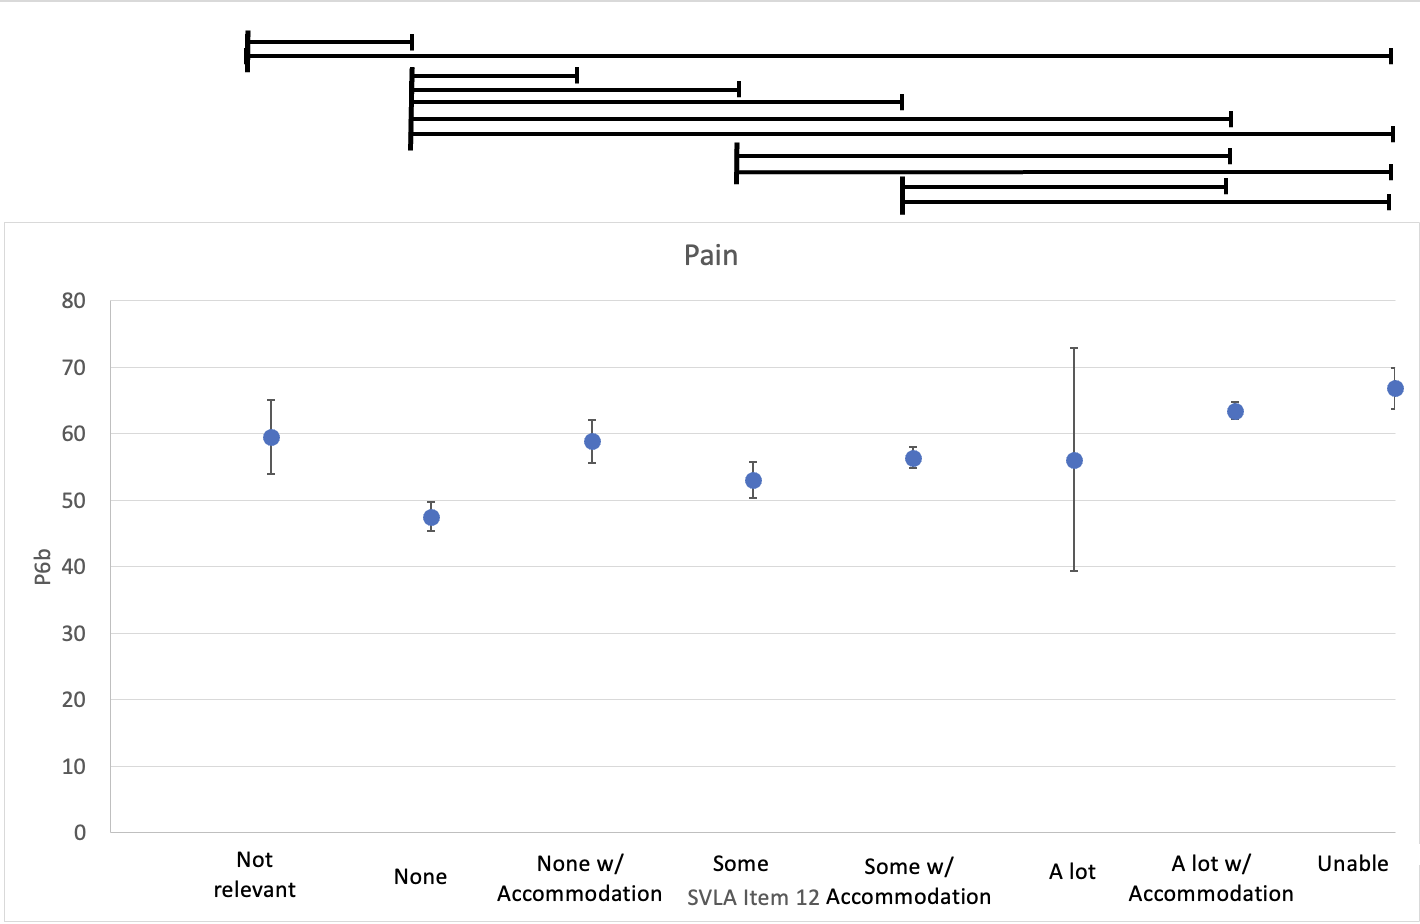 Pain
80
70
60
50
40
30
20
10
0
P6b
Not
relevant
None
None w/
Accommodation
Some
Some w/
Accommodation
A lot
A lot w/
Accommodation
Unable
SVLA Item 12